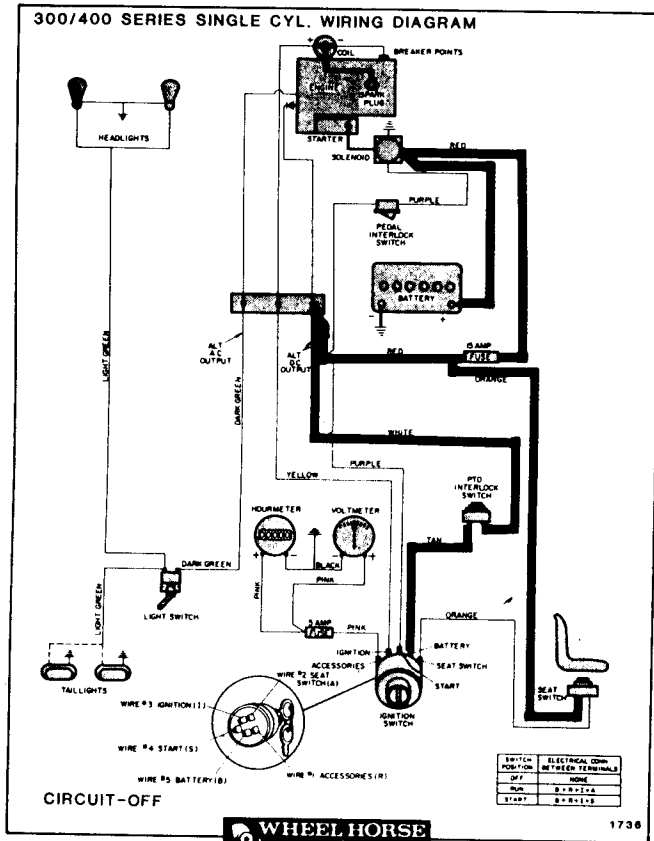 300/400 SERIES SINGLE CYL. WIRING DIAGRAM
+ -
COIL
BREAKER POINTS
ENGINE
SPARK
PLUG
STARTER
SOLENOID
RED
HEADLIGHTS
PURPLE
PEDAL
INTERLOCK
SWITCH
BATTERY
- +
LIGHT GREEN
ALT
A.C
OUTPUT
DARK GREEN
ALT
D.C
OUTPUT
RED
15 AMP
FUSE
ORANGE
WHITE
PURPLE
YELLOW
PTO
INTERLOCK
SWITCH
HOURMETER
VOLTMETER
TAN
+ - - +
BLACK
DARK GREEN
PINK
PINK
LIGHT SWITCH
LIGHT GREEN
5 AMP
FUSE
PINK
ORANGE
IGNITION
BATTERY
ACCESSORIES
SEAT SWITCH
START
IGNITION
SWITCH
SEAT
SWITCH
TAILLIGHTS
WIRE #2 SEAT
SWITCH(A)
WIRE #3 IGNITION(I)
WIRE #4 START(S)
WIRE #5 BATTERY(B)
WIRE #1 ACCESSORIES(R)
SWITCH
POSITION
ELECTRICAL CONN
BETWEEN TERMINALS
OFF NONE
RUN B+R+I+A
START B+R+I+S
CIRCUIT-OFF
1736
WHEEL HORSE